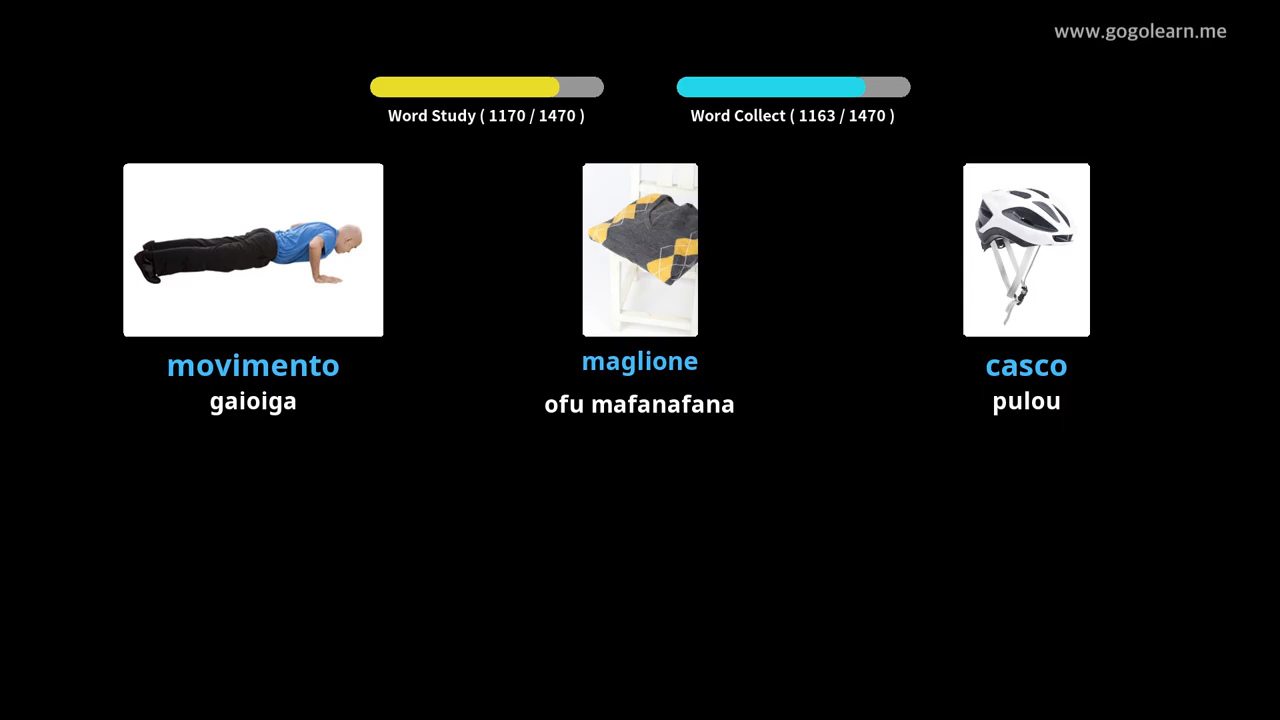 www.gogolearn.me
Word Study ( 1170 / 1470 )
Word Collect ( 1163 / 1470 )
movimento
gaioiga
maglione
ofu mafanafana
casco
pulou